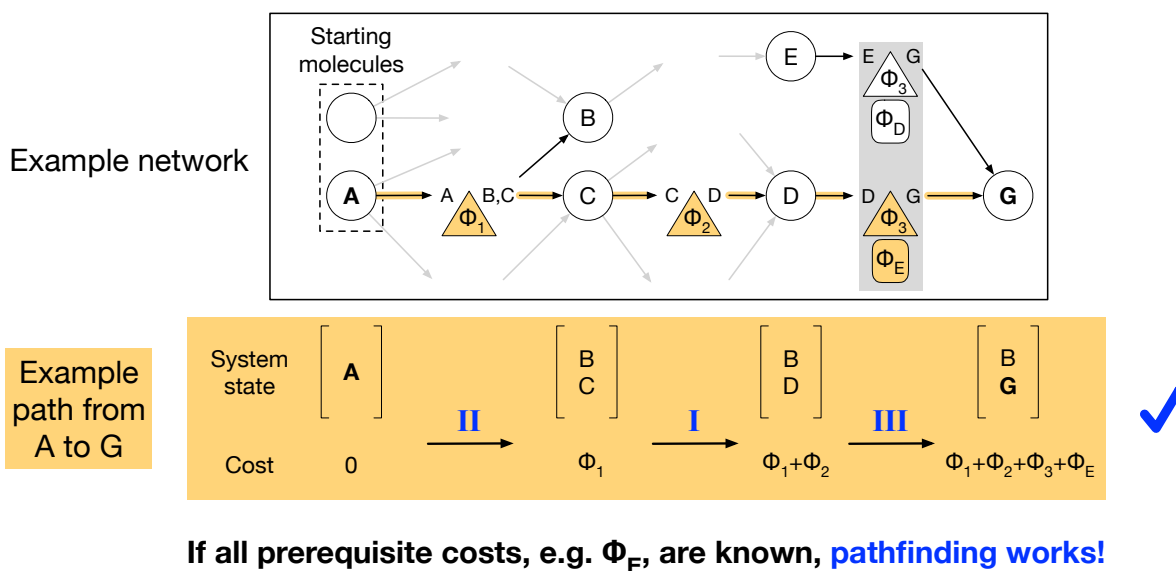 Starting
molecules
E
E G
Φ3
ΦD
B
Example network
A
A B,C
Φ1
C
C D
Φ2
D
D G
Φ3
ΦE
G
Example
path from
A to G
System
state
A
B
C
B
D
B
G
II
I
III
Cost
0
Φ1
Φ1+Φ2
Φ1+Φ2+Φ3+ΦE
If all prerequisite costs, e.g. ΦE, are known, pathfinding works!